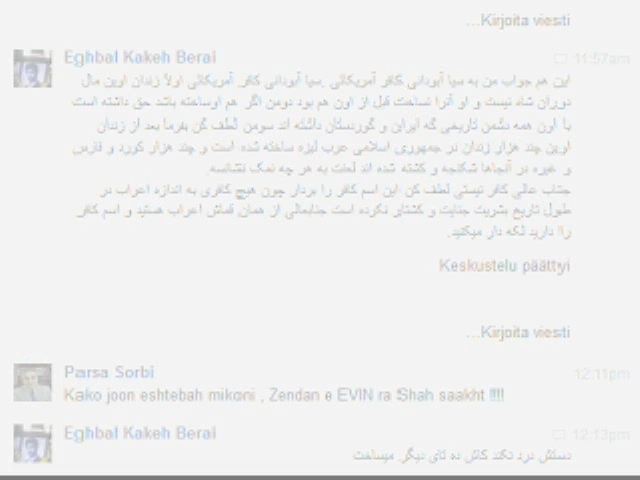 Kirjoita viesti...
Eghbal Kakeh Berai 11:57am
این هم جواب من به سیا آبودانی کافر آمریکائی .سیا آبودانی کافر آمریکائی اولاً زندان اوین مال
دوران شاه نیست و او آنرا نساخت قبل از اون هم بود دومن اگر هم اوساخته باشد حق داشته است
با اون همه دشمن تاریخی که ایران و کوردستان داشته اند سومن لطف کن بفرما بعد از زندان
اوین چند هزار زندان در جمهوری اسلامی عرب لیزه ساخته شده است و چند هزار کورد و فارس
و غیره در آنجاها شکنجه و کشته شده اند لعنت به هر چه نمک نشناسه.
جناب عالی کافر نیستی لطف کن این اسم کافر را بردار چون هیچ کافری به اندازه اعراب در
طول تاریخ بشریت جنایت و کشتار نکرده است جنابعالی از همان قماش اعراب هستید و اسم کافر
را دارید لکه دار میکنید.
Keskustelu päättyi
Kirjoita viesti...
Parsa Sorbi 12:11pm
Kako joon eshtebah mikoni , Zendan e EVIN ra Shah saakht !!!!
Eghbal Kakeh Berai 12:13pm
دستش درد نکند کاش ده تای دیگر میساخت